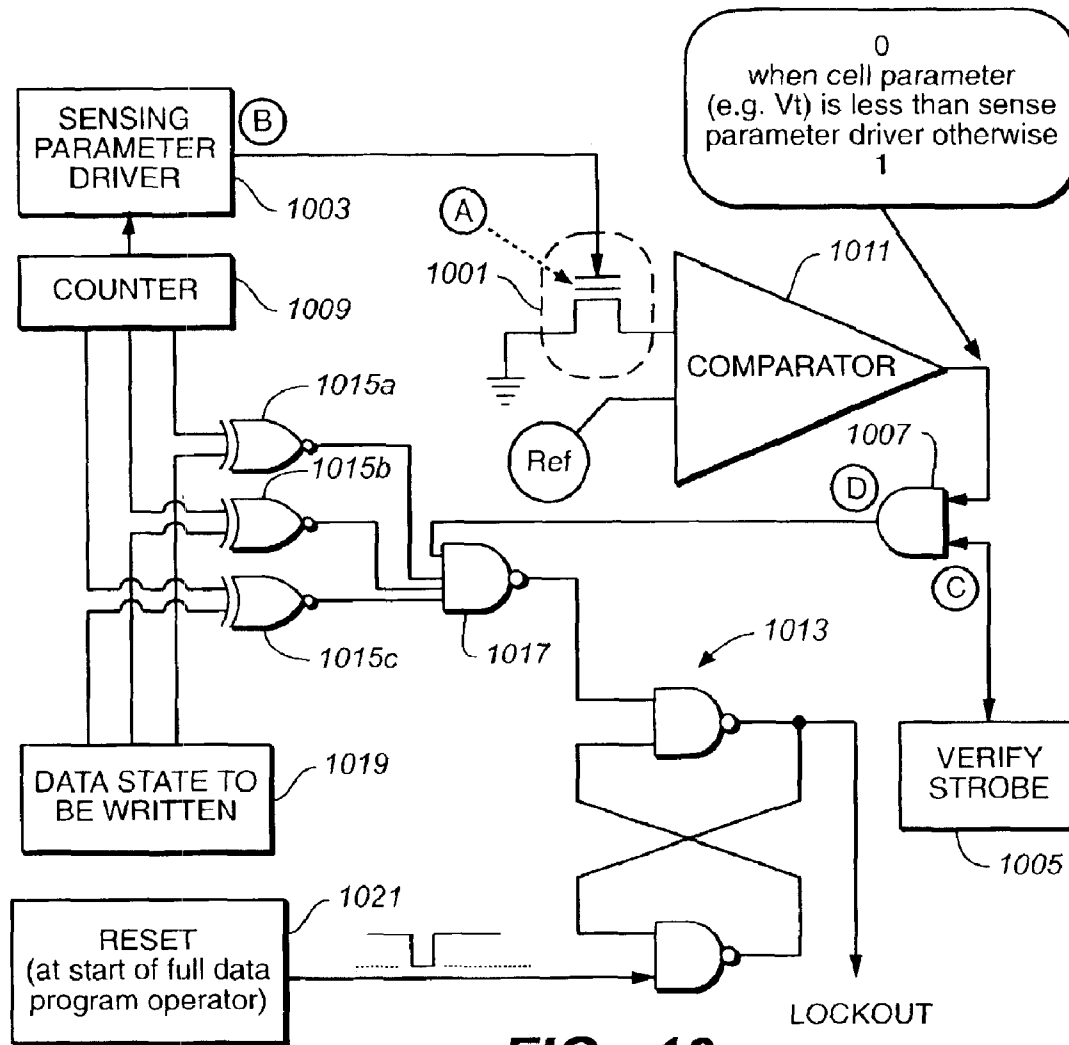 0
when cell parameter
(e.g. Vt) is less than sense
parameter driver otherwise
1
SENSING
PARAMETER
DRIVER
B
1003
A
1001
1011
COUNTER
1009
COMPARATOR
1015a
1007
Ref
1015b
D
C
1015c
1017
1013
DATA STATE TO
BE WRITTEN
1019
VERIFY
STROBE
1005
1021
RESET
(at start of full data
program operator)
LOCKOUT